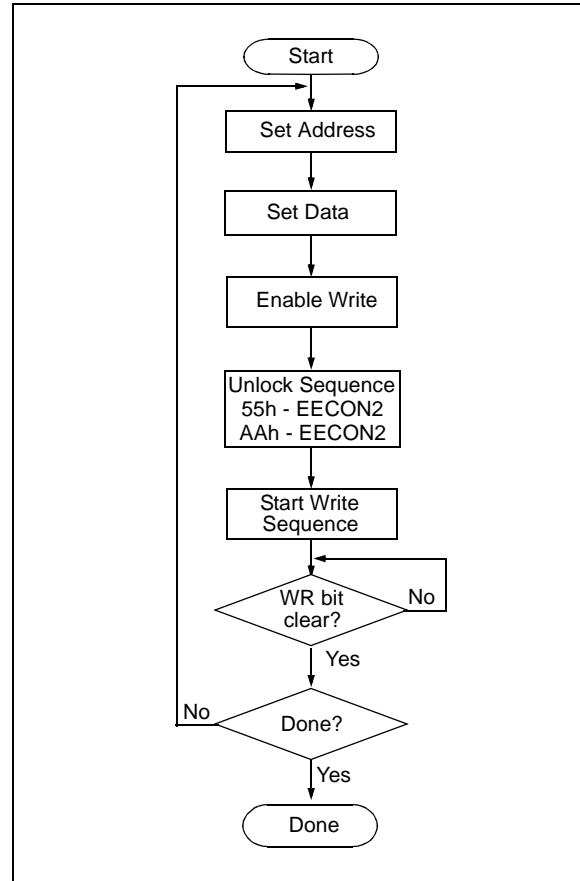 Start
Set Address
Set Data
Enable Write
Unlock Sequence
55h - EECON2
AAh - EECON2
Start Write
Sequence
WR bit
clear?
No
Yes
No
Done?
Yes
Done